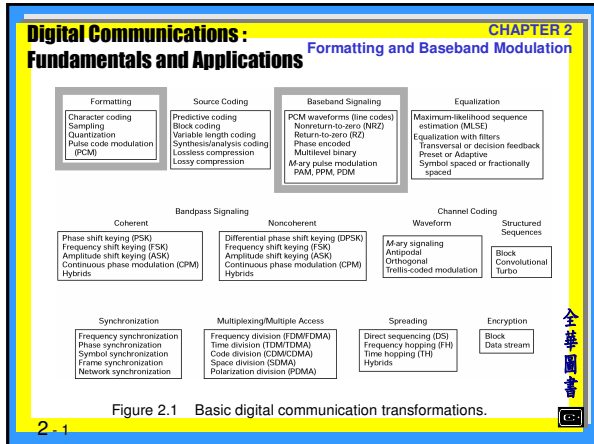 Digital Communications :
Fundamentals and Applications
CHAPTER 2
Formatting and Baseband Modulation
Formatting
Character coding
Sampling
Quantization
Pulse code modulation
(PCM)
Source Coding
Predictive coding
Block coding
Variable length coding
Synthesis/analysis coding
Lossless compression
Lossy compression
Baseband Signaling
PCM waveforms (line codes)
Nonreturn-to-zero (NRZ)
Return-to-zero (RZ)
Phase encoded
Multilevel binary
M-ary pulse modulation
PAM, PPM, PDM
Equalization
Maximum-likelihood sequence
estimation (MLSE)
Equalization with filters
Transversal or decision feedback
Preset or Adaptive
Symbol spaced or fractionally
spaced
Bandpass Signaling
Coherent
Phase shift keying (PSK)
Frequency shift keying (FSK)
Amplitude shift keying (ASK)
Continuous phase modulation (CPM)
Hybrids
Noncoherent
Differential phase shift keying (DPSK)
Frequency shift keying (FSK)
Amplitude shift keying (ASK)
Continuous phase modulation (CPM)
Hybrids
Channel Coding
Waveform
M-ary signaling
Antipodal
Orthogonal
Trellis-coded modulation
Structured
Sequences
Block
Convolutional
Turbo
Synchronization
Frequency synchronization
Phase synchronization
Symbol synchronization
Frame synchronization
Network synchronization
Multiplexing/Multiple Access
Frequency division (FDM/FDMA)
Time division (TDM/TDMA)
Code division (CDM/CDMA)
Space division (SDMA)
Polarization division (PDMA)
Spreading
Direct sequencing (DS)
Frequency hopping (FH)
Time hopping (TH)
Hybrids
Encryption
Block
Data stream
全華圖書
Figure 2.1 Basic digital communication transformations.
2 - 1